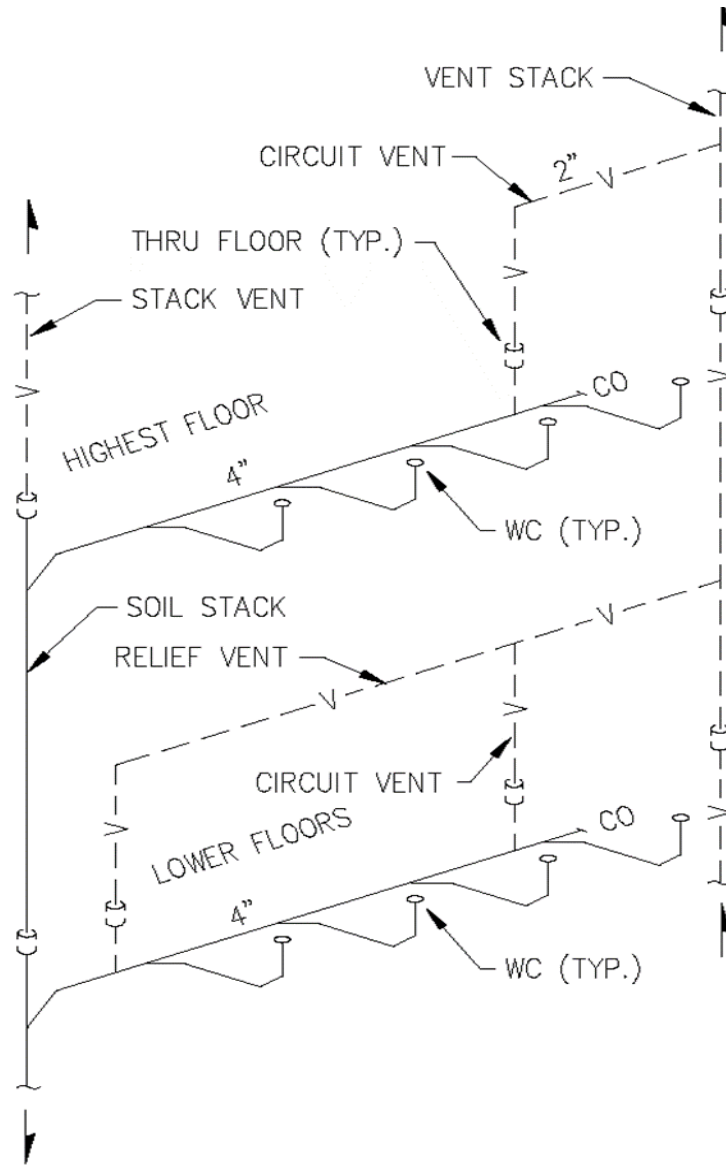 VENT STACK
CIRCUIT VENT
2"
V
THRU FLOOR (TYP.)
V
STACK VENT
V
V
CO
HIGHEST FLOOR
4"
WC (TYP.)
SOIL STACK
V
RELIEF VENT
V
V
CIRCUIT VENT
V
V
CO
LOWER FLOORS
4"
WC (TYP.)